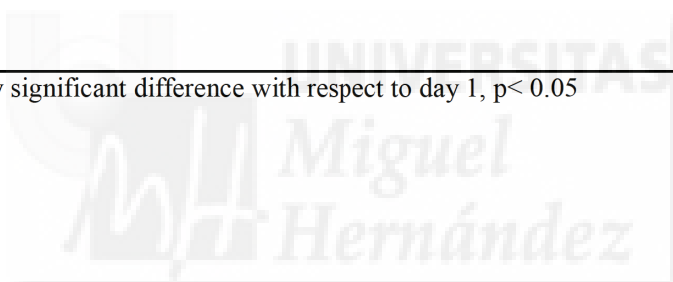 UNIVERSITAS
significant difference with respect to day 1, p< 0.05
Miguel
Hernández